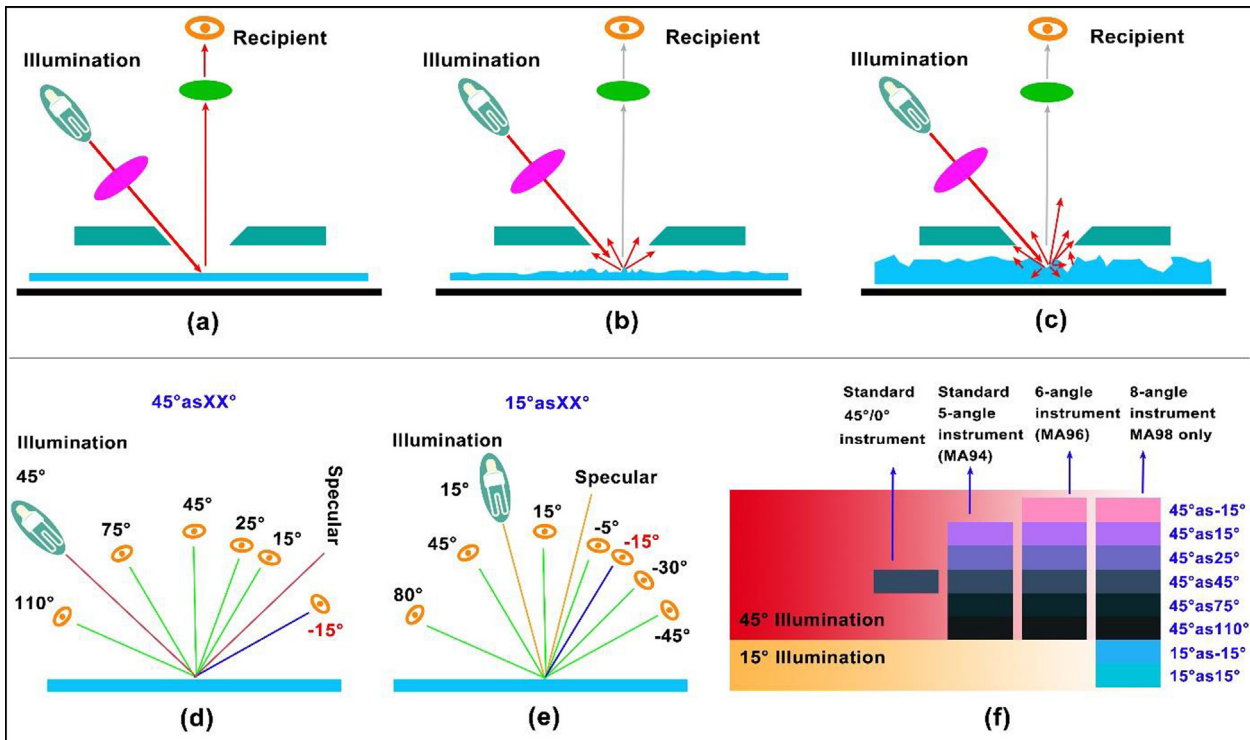 Recipient
Illumination
(a)
Recipient
Illumination
(b)
Recipient
Illumination
(c)
45°asXX°
Illumination
45°
110°
75°
45°
25°
15°
Specular
-15°
(d)
15°asXX°
Illumination
15°
Specular
80°
45°
15°
-5°
-15°
-30°
-45°
(e)
Standard
45°/0°
instrument
Standard
5-angle
instrument
(MA94)
6-angle
instrument
(MA96)
8-angle
instrument
MA98 only
45° Illumination
15° Illumination
45°as-15°
45°as15°
45°as25°
45°as45°
45°as75°
45°as110°
15°as-15°
15°as15°
(f)